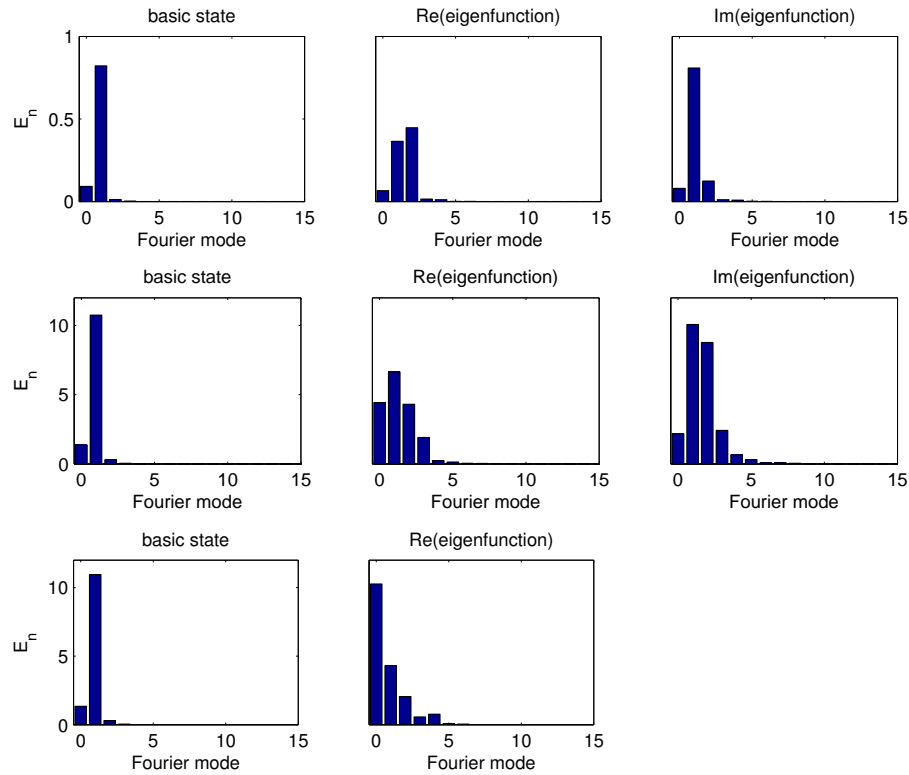 basic state Re(eigenfunction) Im(eigenfunction)
1
0.5
0
E_n
0 5 10 15 0 5 10 15 0 5 10 15
Fourier mode Fourier mode Fourier mode
basic state Re(eigenfunction) Im(eigenfunction)
10
5
0
E_n
0 5 10 15 0 5 10 15 0 5 10 15
Fourier mode Fourier mode Fourier mode
basic state Re(eigenfunction)
10
5
0
E_n
0 5 10 15 0 5 10 15
Fourier mode Fourier mode